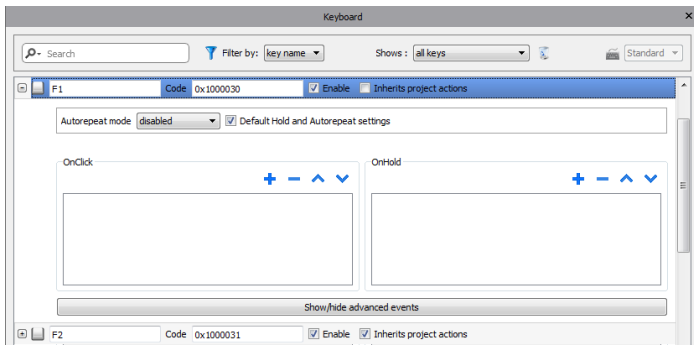 Keyboard
Search Filter by: key name Shows : all keys Standard
F1 Code 0x1000030 Enable Inherits project actions
Autorepeat mode disabled Default Hold and Autorepeat settings
OnClick OnHold
Show/hide advanced events
F2 Code 0x1000031 Enable Inherits project actions